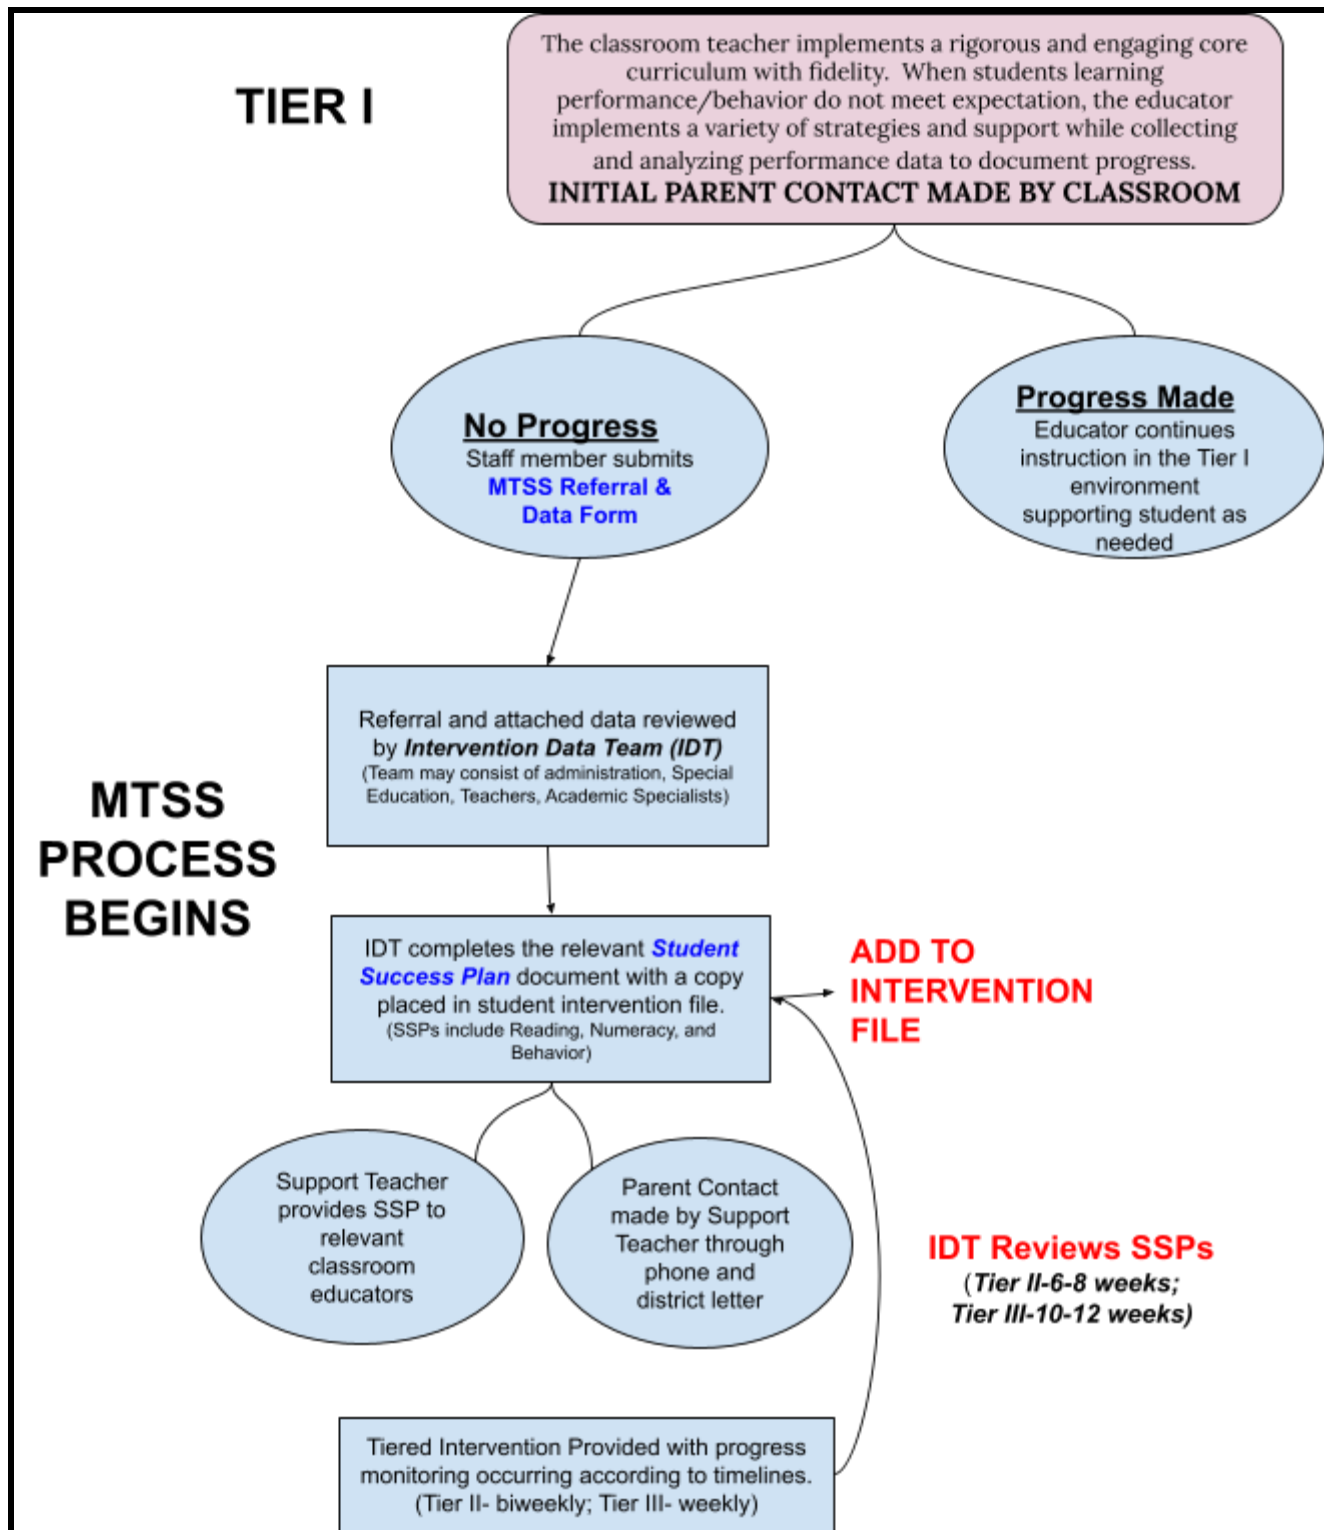 TIER I
The classroom teacher implements a rigorous and engaging core
curriculum with fidelity. When students learning
performance/behavior do not meet expectation, the educator
implements a variety of strategies and support while collecting
and analyzing performance data to document progress.
INITIAL PARENT CONTACT MADE BY CLASSROOM
No Progress
Staff member submits
MTSS Referral &
Data Form
Progress Made
Educator continues
instruction in the Tier I
environment
supporting student as
needed
MTSS
PROCESS
BEGINS
Referral and attached data reviewed
by Intervention Data Team (IDT)
(Team may consist of administration, Special
Education, Teachers, Academic Specialists)
IDT completes the relevant Student
Success Plan document with a copy
placed in student intervention file.
(SSPs include Reading, Numeracy, and
Behavior)
ADD TO
INTERVENTION
FILE
Support Teacher
provides SSP to
relevant
classroom
educators
Parent Contact
made by Support
Teacher through
phone and
district letter
IDT Reviews SSPs
(Tier II-6-8 weeks;
Tier III-10-12 weeks)
Tiered Intervention Provided with progress
monitoring occurring according to timelines.
(Tier II- biweekly; Tier III- weekly)